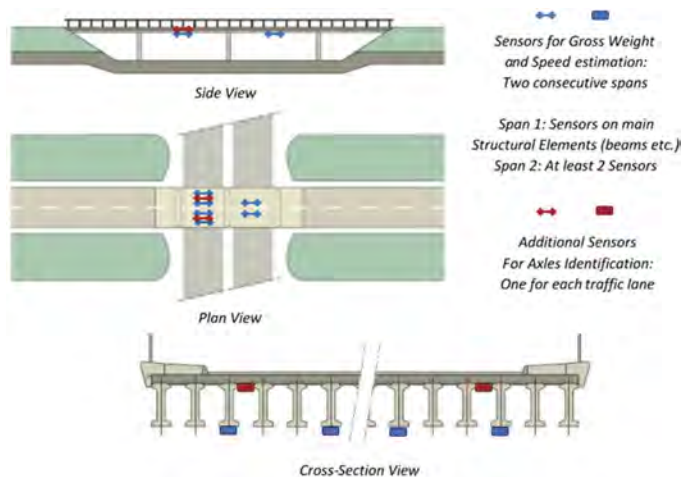 Sensors for Gross Weight
and Speed estimation:
Two consecutive spans
Side View
Span 1: Sensors on main
Structural Elements (beams etc.)
Span 2: At least 2 Sensors
Additional Sensors
For Axles Identification:
One for each traffic lane
Plan View
Cross-Section View